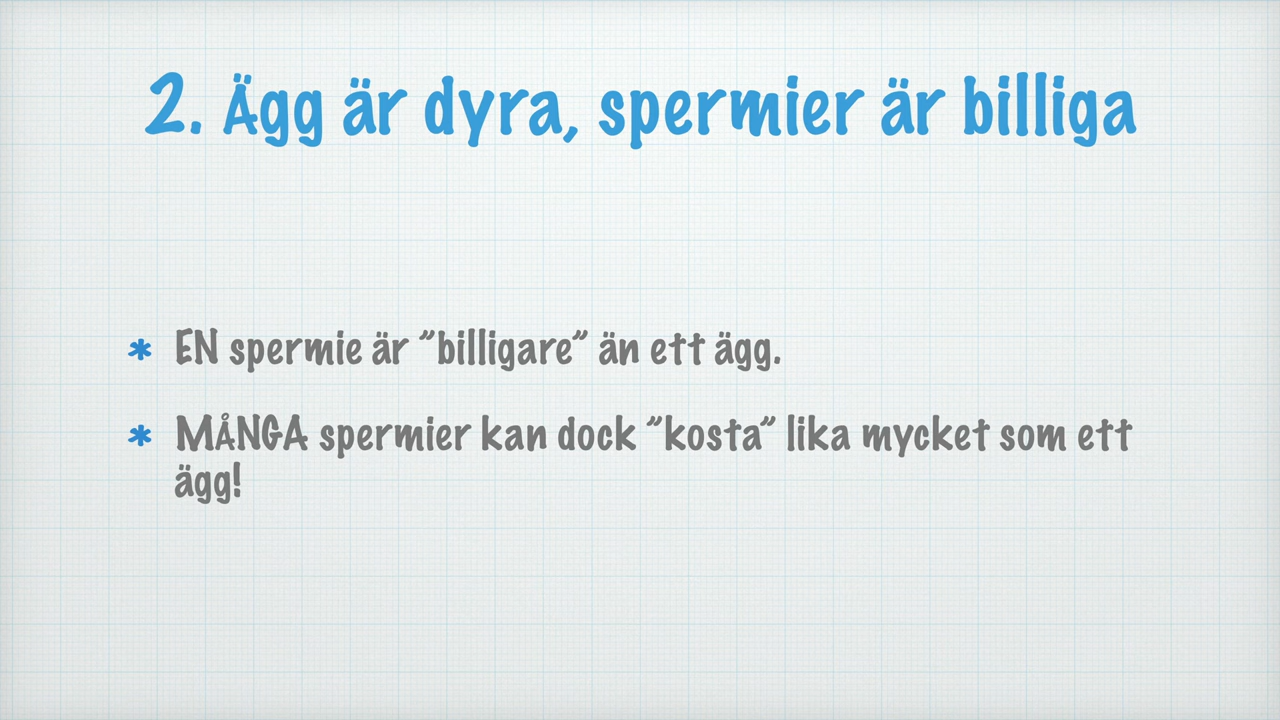 2. Ägg är dyra, spermier är billiga
* EN spermie är ”billigare” än ett ägg.
* MÅNGA spermier kan dock ”kosta” lika mycket som ett
ägg!